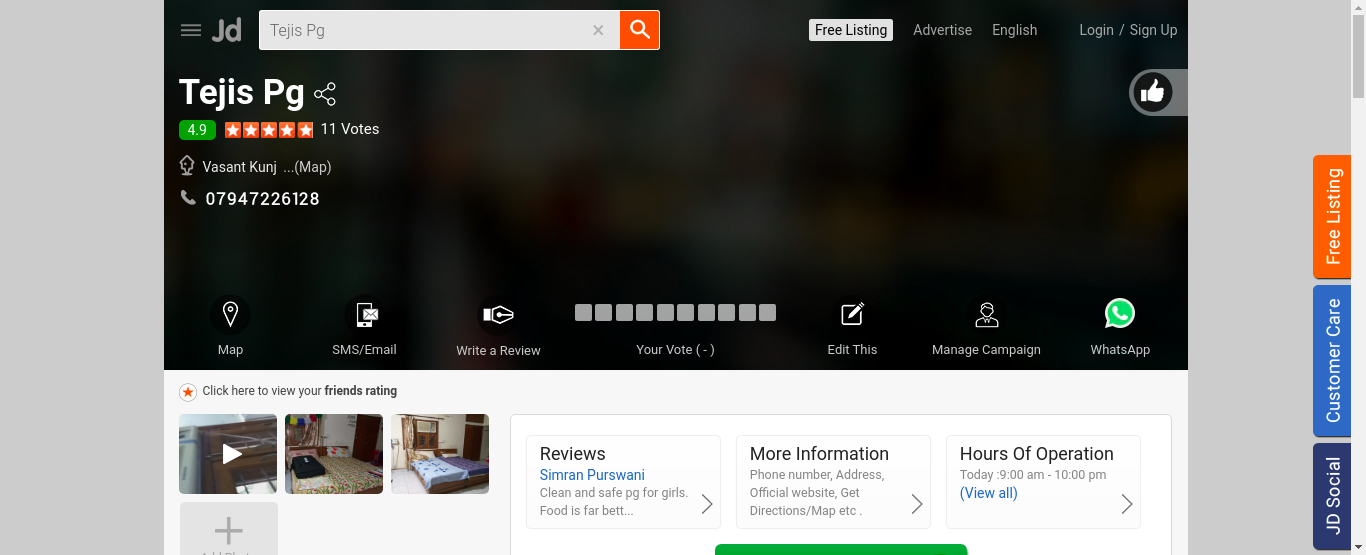 Jd
Tejis Pg
Free Listing
Advertise
English
Login / Sign Up
Tejis Pg
4.9
11 Votes
Vasant Kunj ...(Map)
07947226128
Map
SMS/Email
Write a Review
Your Vote ( - )
Edit This
Manage Campaign
WhatsApp
Click here to view your friends rating
Reviews
Simran Purswani
Clean and safe pg for girls.
Food is far bett...
More Information
Phone number, Address,
Official website, Get
Directions/Map etc .
Hours Of Operation
Today :9:00 am - 10:00 pm
(View all)
Free Listing
Customer Care
JD Social